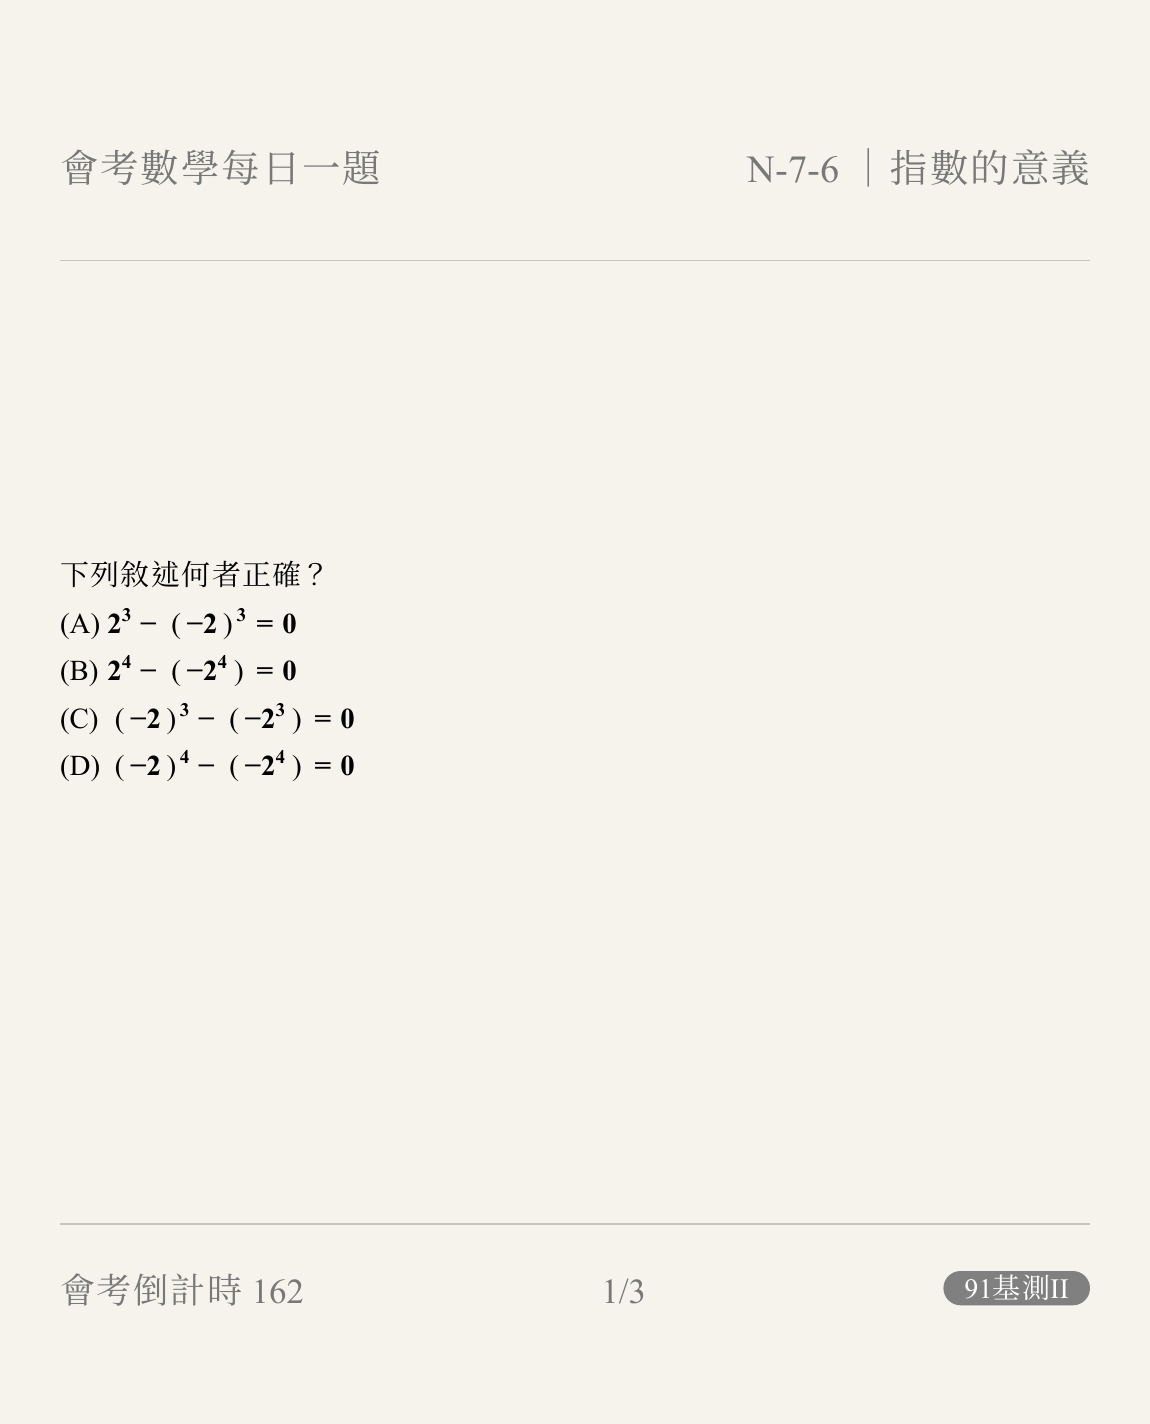 會考數學每日一題
N-7-6 ｜指數的意義
下列敘述何者正確？
(A) 2³ − (−2)³ = 0
(B) 2⁴ − (−2⁴) = 0
(C) (−2)³ − (−2³) = 0
(D) (−2)⁴ − (−2⁴) = 0
會考倒計時 162
1/3
91基測II